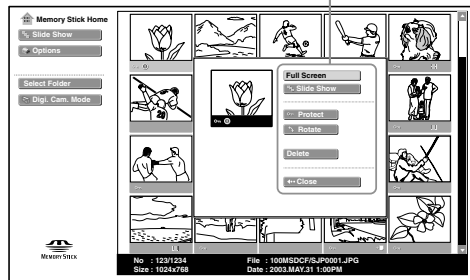 Memory Stick Home
Slide Show
Options
Select Folder
Digi. Cam. Mode
Full Screen
Slide Show
Protect
Rotate
Delete
Close
20
MEMORY STICK
No : 123/1234
File : 100MSDCF/SJP0001.JPG
Size : 1024x768
Date : 2003.MAY.31 1:00PM